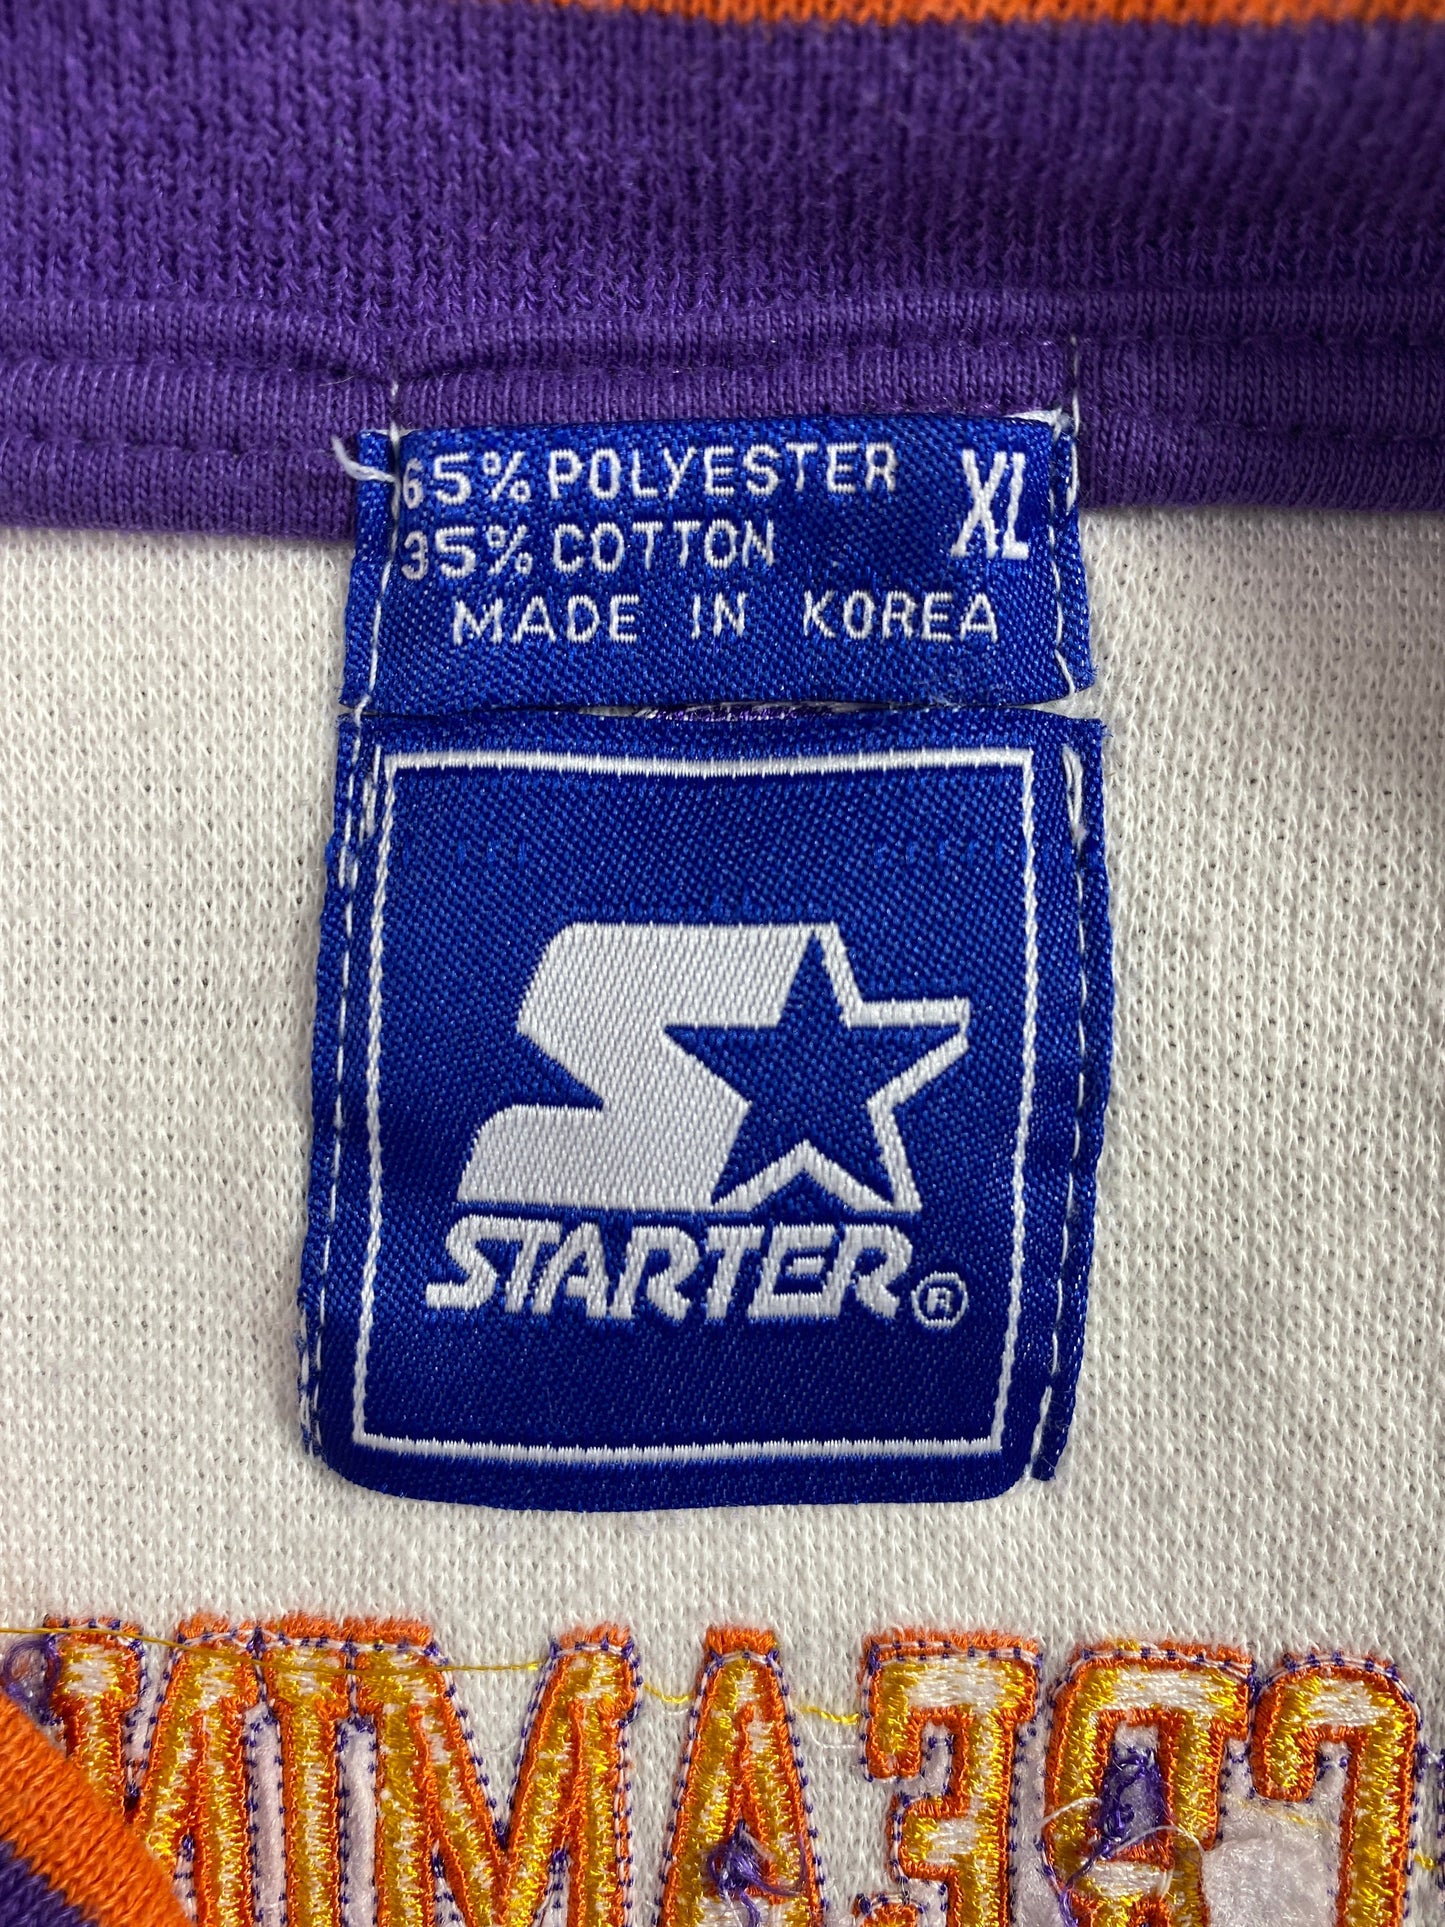 65% POLYESTER XL
35% COTTON
MADE IN KOREA
STARTER ®